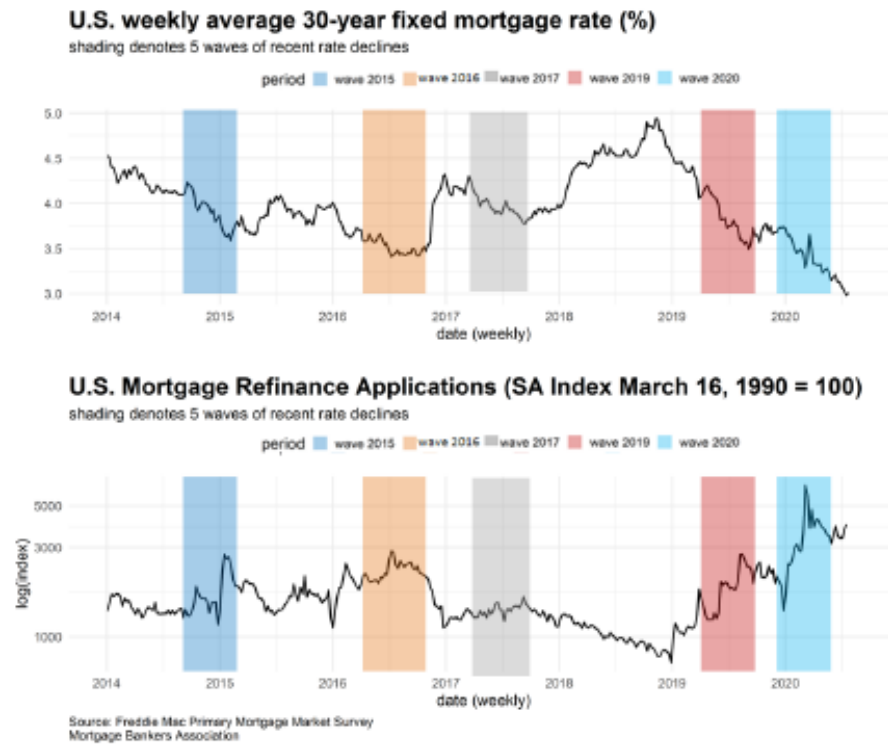 U.S. weekly average 30-year fixed mortgage rate (%)
shading denotes 5 waves of recent rate declines
period wave 2015 wave 2016 wave 2017 wave 2019 wave 2020
5.0
4.5
4.0
3.5
3.0
2014 2015 2016 2017 2018 2019 2020
date (weekly)
U.S. Mortgage Refinance Applications (SA Index March 16, 1990 = 100)
shading denotes 5 waves of recent rate declines
period wave 2015 wave 2016 wave 2017 wave 2019 wave 2020
log(index)
5000
3000
1000
2014 2015 2016 2017 2018 2019 2020
date (weekly)
Source: Freddie Mac Primary Mortgage Market Survey
Mortgage Bankers Association